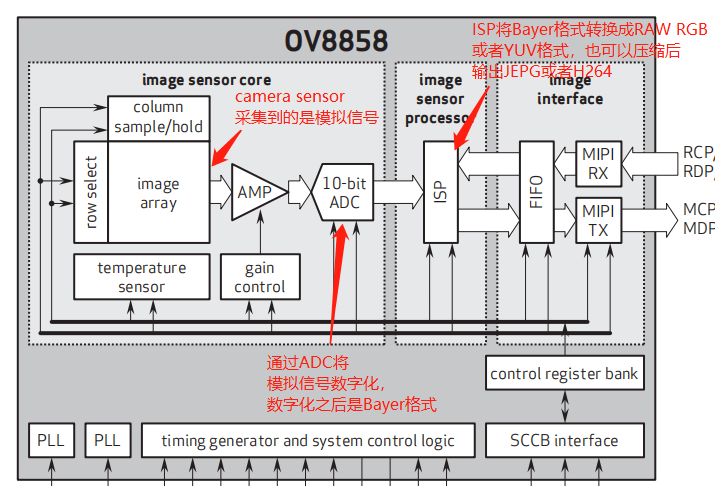 OV8858
ISP将Bayer格式转换成RAW RGB
或者YUV格式，也可以压缩后
输出JEPG或者H264
image sensor core
image
sensor
processo
image
interface
camera sensor
采集到的是模拟信号
column
sample/hold
row select
image
array
AMP
10-bit
ADC
ISP
FIFO
MIPI
RX
MIPI
TX
RCP
RDP
MCP
MDP
temperature
sensor
gain
control
通过ADC将
模拟信号数字化，
数字化之后是Bayer格式
control register bank
PLL
PLL
timing generator and system control logic
SCCB interface